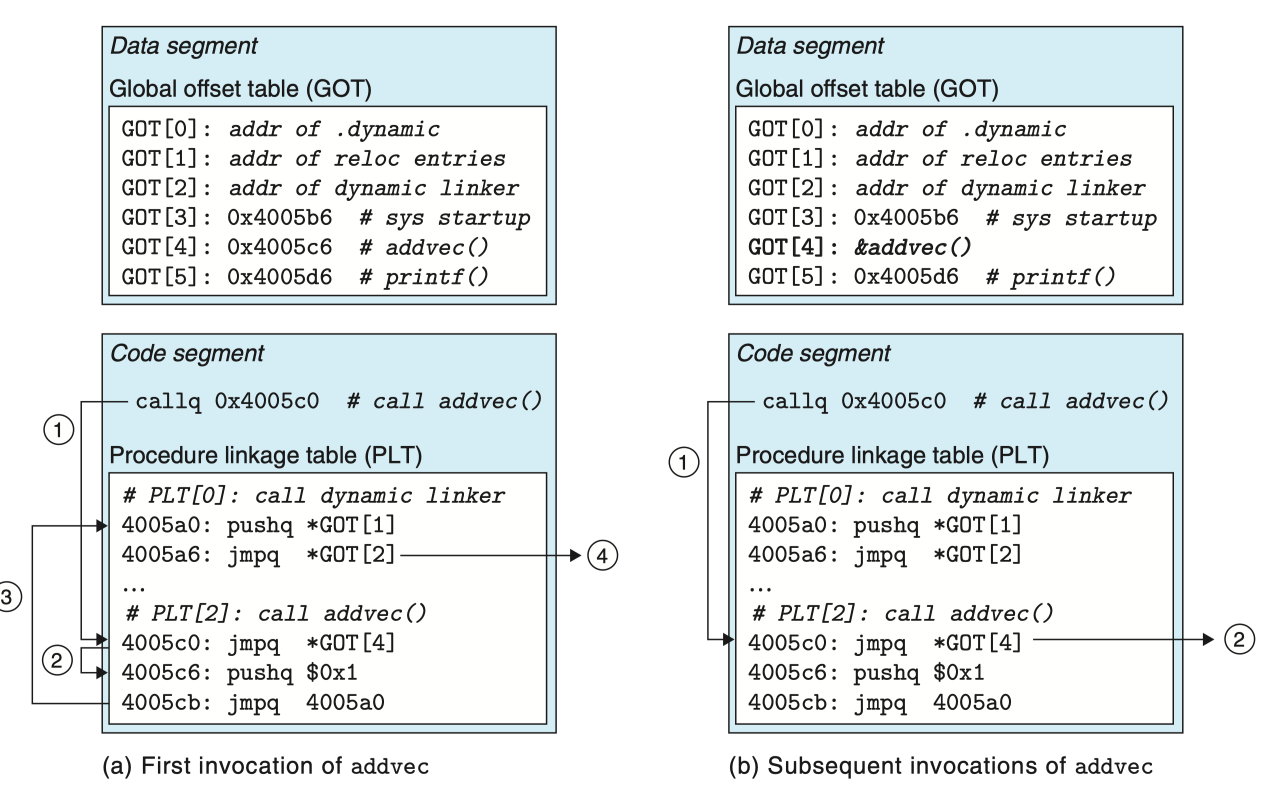 Data segment
Global offset table (GOT)
GOT[0]: addr of .dynamic
GOT[1]: addr of reloc entries
GOT[2]: addr of dynamic linker
GOT[3]: 0x4005b6 # sys startup
GOT[4]: 0x4005c6 # addvec()
GOT[5]: 0x4005d6 # printf()
Code segment
callq 0x4005c0 # call addvec()
1
Procedure linkage table (PLT)
# PLT[0]: call dynamic linker
4005a0: pushq *GOT[1]
4005a6: jmpq *GOT[2]
4
...
3
# PLT[2]: call addvec()
4005c0: jmpq *GOT[4]
2
4005c6: pushq $0x1
4005cb: jmpq 4005a0
(a) First invocation of addvec
Data segment
Global offset table (GOT)
GOT[0]: addr of .dynamic
GOT[1]: addr of reloc entries
GOT[2]: addr of dynamic linker
GOT[3]: 0x4005b6 # sys startup
GOT[4]: &addvec()
GOT[5]: 0x4005d6 # printf()
Code segment
callq 0x4005c0 # call addvec()
1
Procedure linkage table (PLT)
# PLT[0]: call dynamic linker
4005a0: pushq *GOT[1]
4005a6: jmpq *GOT[2]
...
# PLT[2]: call addvec()
4005c0: jmpq *GOT[4]
2
4005c6: pushq $0x1
4005cb: jmpq 4005a0
(b) Subsequent invocations of addvec